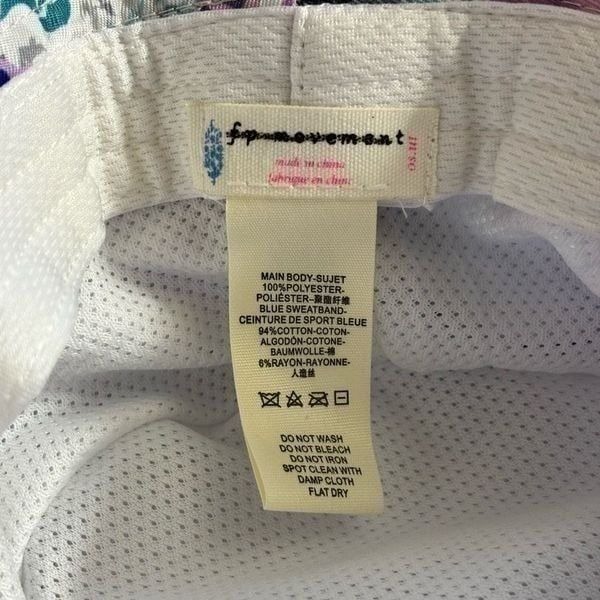 fp movement
made in china
fabriqué en chine
os.ut
MAIN BODY-SUJET
100%POLYESTER-
POLIÉSTER-聚酯纤维
BLUE SWEATBAND-
CEINTURE DE SPORT BLEUE
94%COTTON-COTON-
ALGODÓN-COTONE-
BAUMWOLLE-棉
6%RAYON-RAYONNE-
人造丝
DO NOT WASH
DO NOT BLEACH
DO NOT IRON
SPOT CLEAN WITH
DAMP CLOTH
FLAT DRY